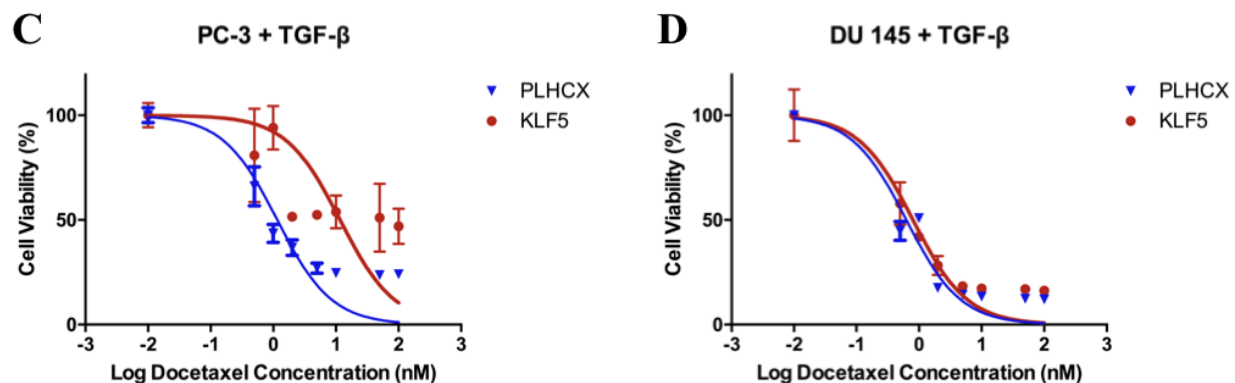 C
PC-3 + TGF-β
Cell Viability (%)
100
50
0
-3 -2 -1 0 1 2 3
Log Docetaxel Concentration (nM)
PLHCX
KLF5
D
DU 145 + TGF-β
Cell Viability (%)
100
50
0
-3 -2 -1 0 1 2 3
Log Docetaxel Concentration (nM)
PLHCX
KLF5